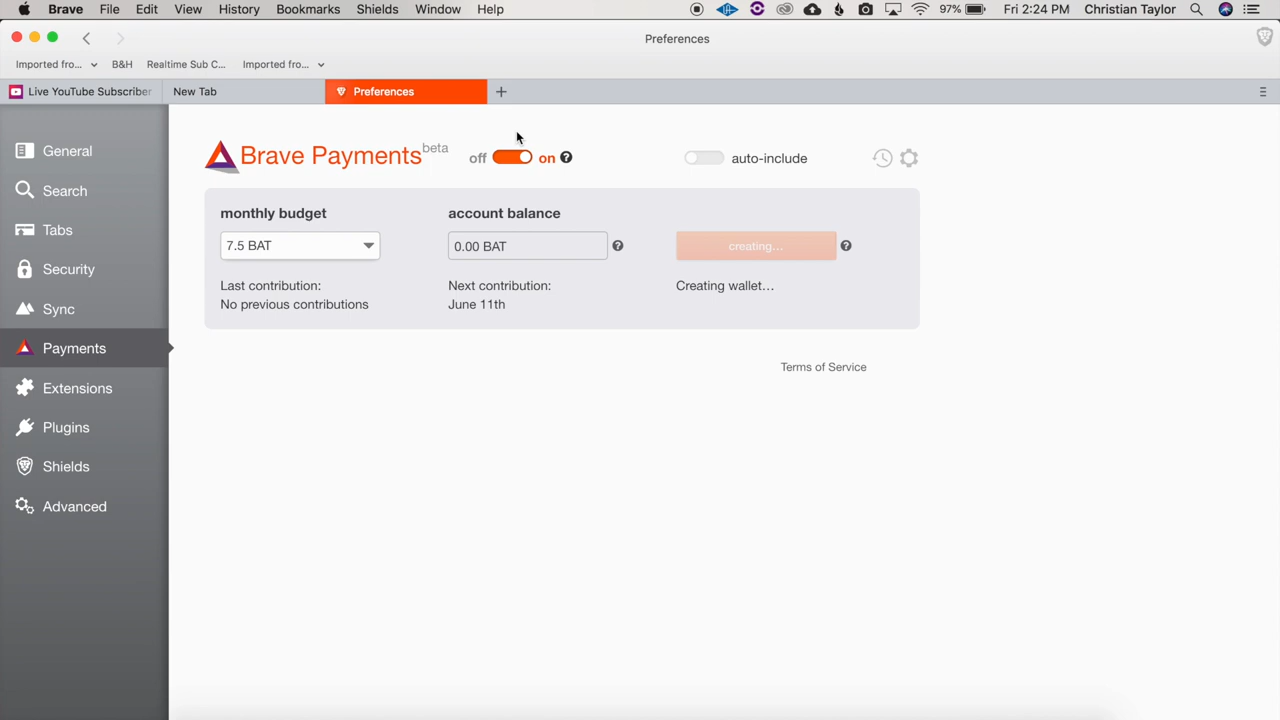 Brave File Edit View History Bookmarks Shields Window Help 97% Fri 2:24 PM Christian Taylor
Preferences
Imported fro... B&H Realtime Sub C... Imported fro...
Live YouTube Subscriber New Tab Preferences +
General
Search
Tabs
Security
Sync
Payments
Extensions
Plugins
Shields
Advanced
Brave Payments beta off on ? auto-include
monthly budget account balance
7.5 BAT 0.00 BAT ? creating... ?
Last contribution: Next contribution: Creating wallet...
No previous contributions June 11th
Terms of Service